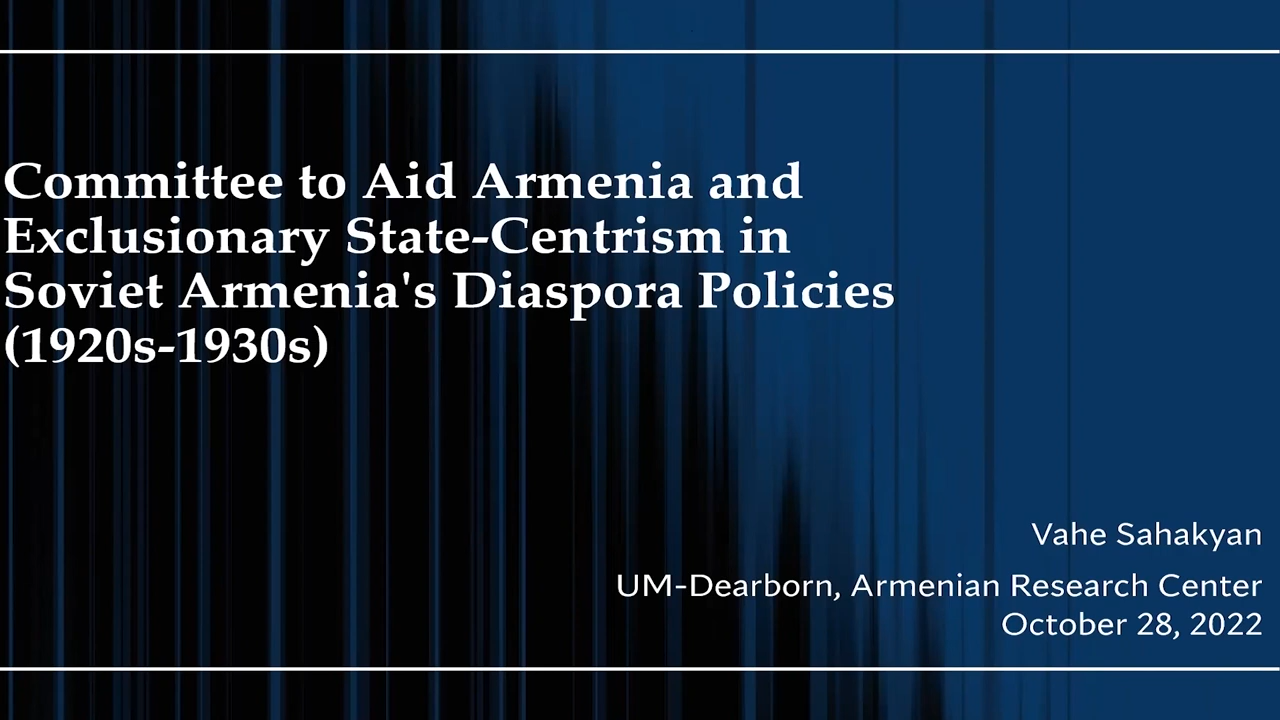 Committee to Aid Armenia and
Exclusionary State-Centrism in
Soviet Armenia's Diaspora Policies
(1920s-1930s)
Vahe Sahakyan
UM-Dearborn, Armenian Research Center
October 28, 2022